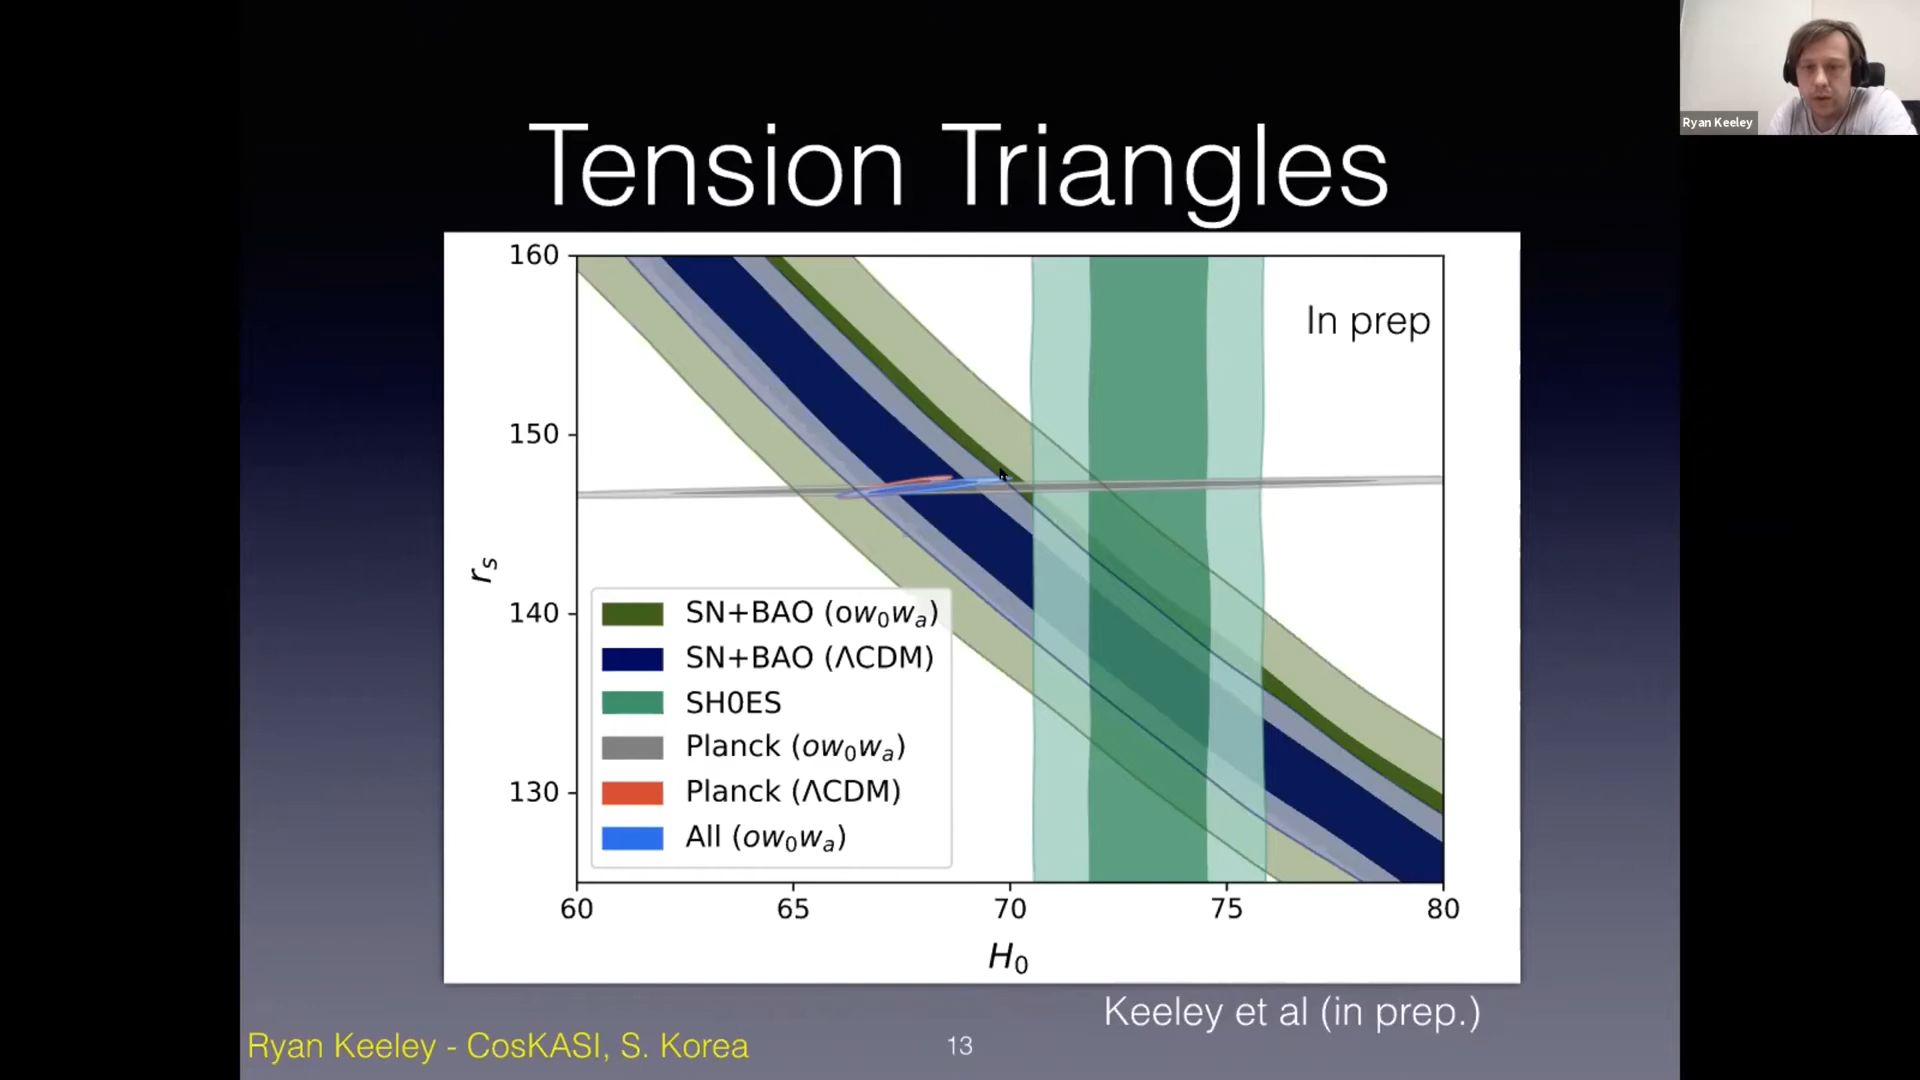 Ryan Keeley
Tension Triangles
160
150
140
130
r_s
In prep
SN+BAO (ow₀wₐ)
SN+BAO (ΛCDM)
SH0ES
Planck (ow₀wₐ)
Planck (ΛCDM)
All (ow₀wₐ)
60 65 70 75 80
H₀
Keeley et al (in prep.)
Ryan Keeley - CosKASI, S. Korea
13